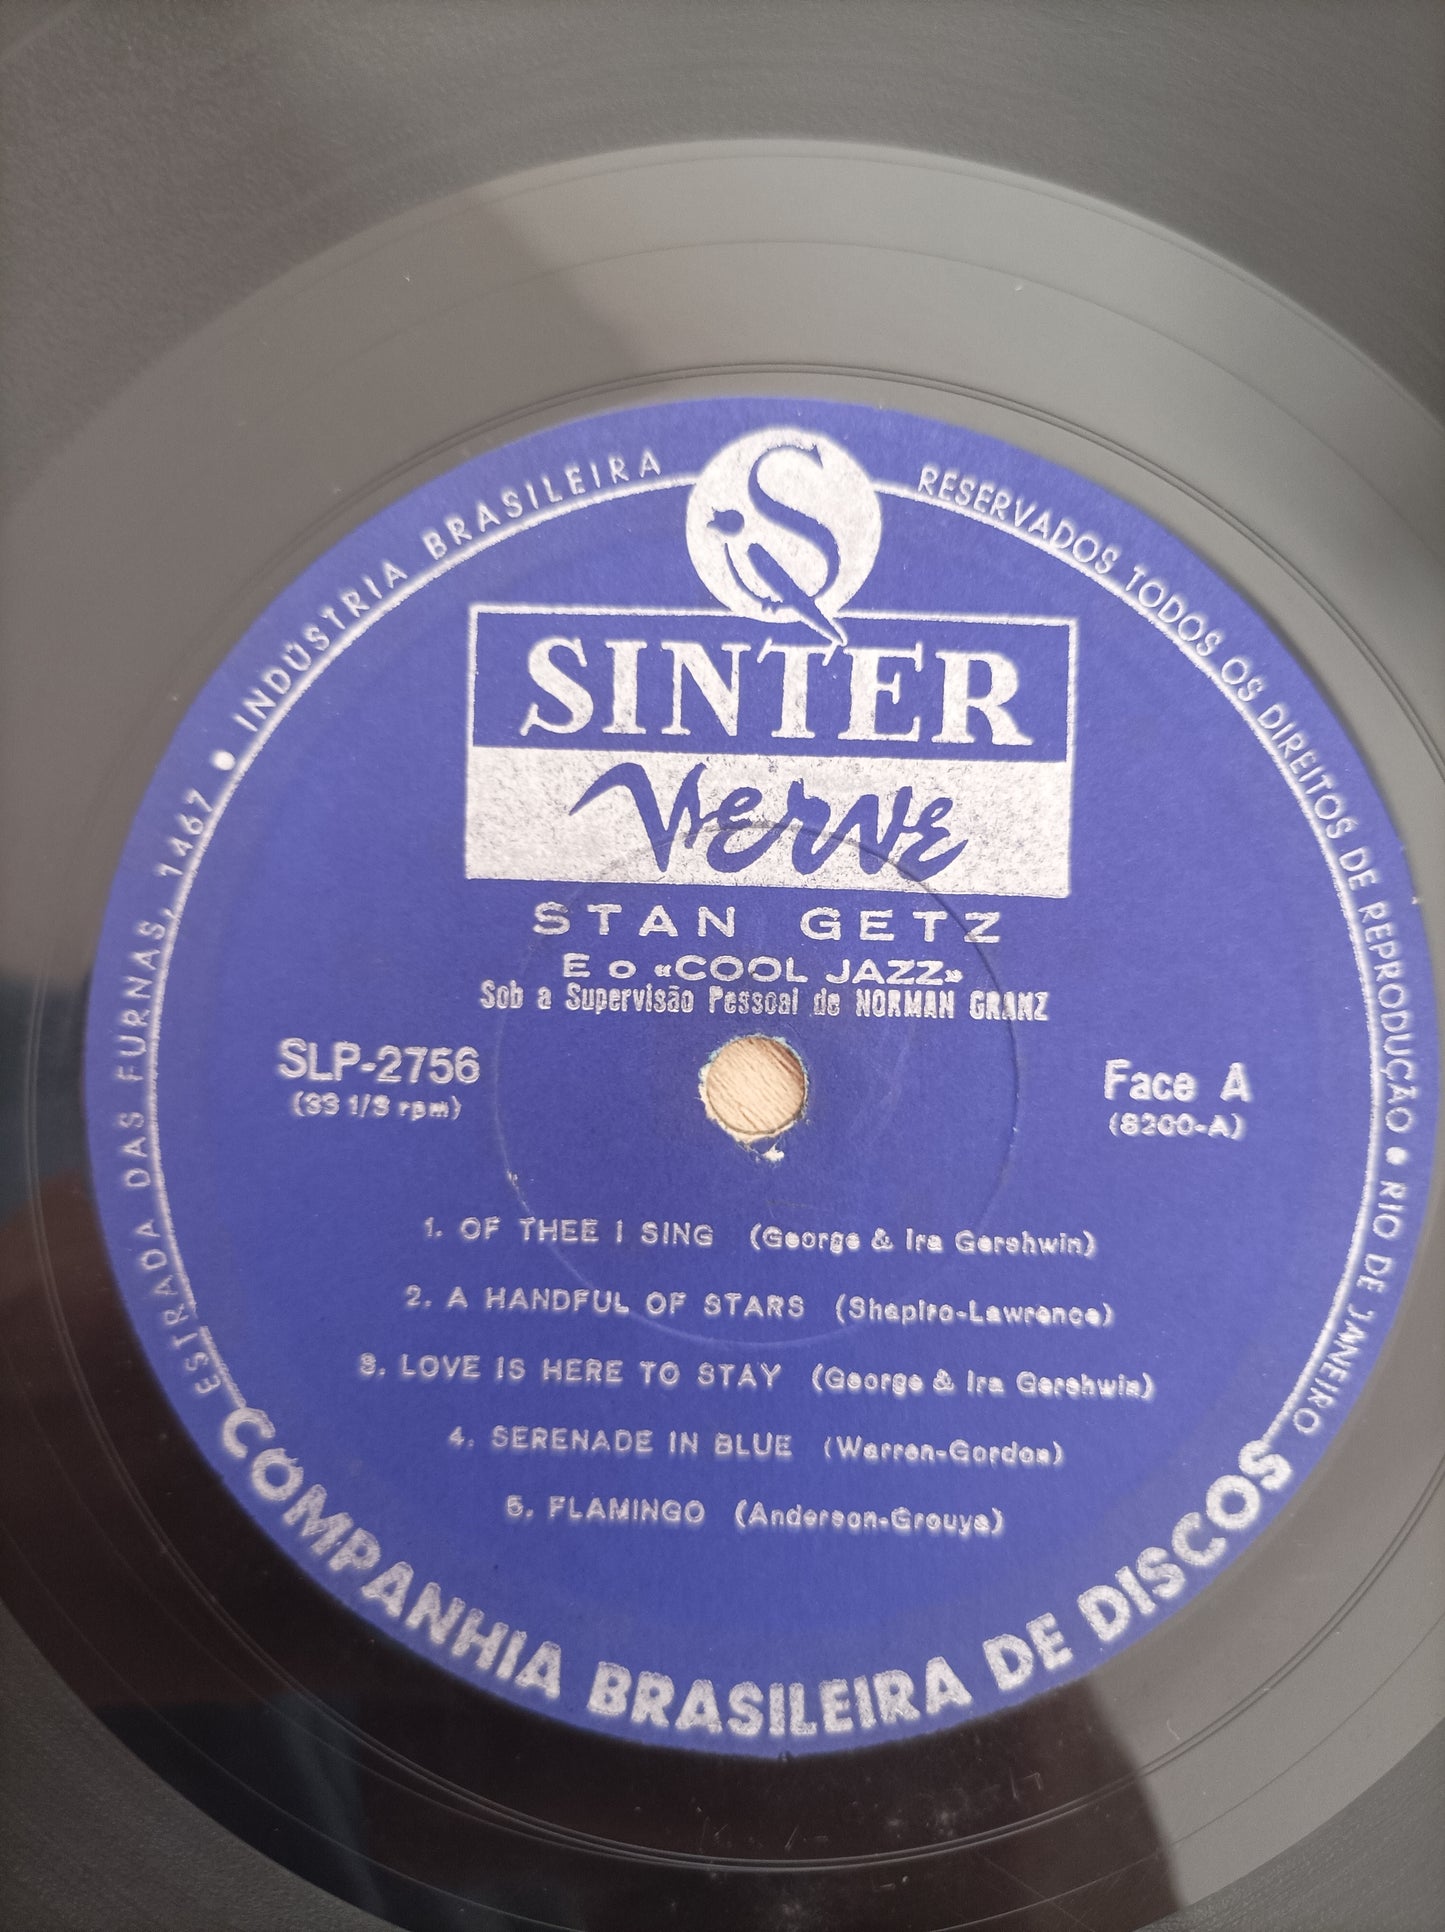 ESTRADA DAS FURNAS, 1467 • INDÚSTRIA BRASILEIRA
RESERVADOS TODOS OS DIREITOS DE REPRODUÇÃO • RIO DE JANEIRO
S
SINTER
Verve
STAN GETZ
E o «COOL JAZZ»
Sob a Supervisão Pessoal de NORMAN GRANZ
SLP-2756
(33 1/3 rpm)
Face A
(8200-A)
1. OF THEE I SING (George & Ira Gershwin)
2. A HANDFUL OF STARS (Shapiro-Lawrence)
3. LOVE IS HERE TO STAY (George & Ira Gershwin)
4. SERENADE IN BLUE (Warren-Gordon)
5. FLAMINGO (Anderson-Grouya)
COMPANHIA BRASILEIRA DE DISCOS